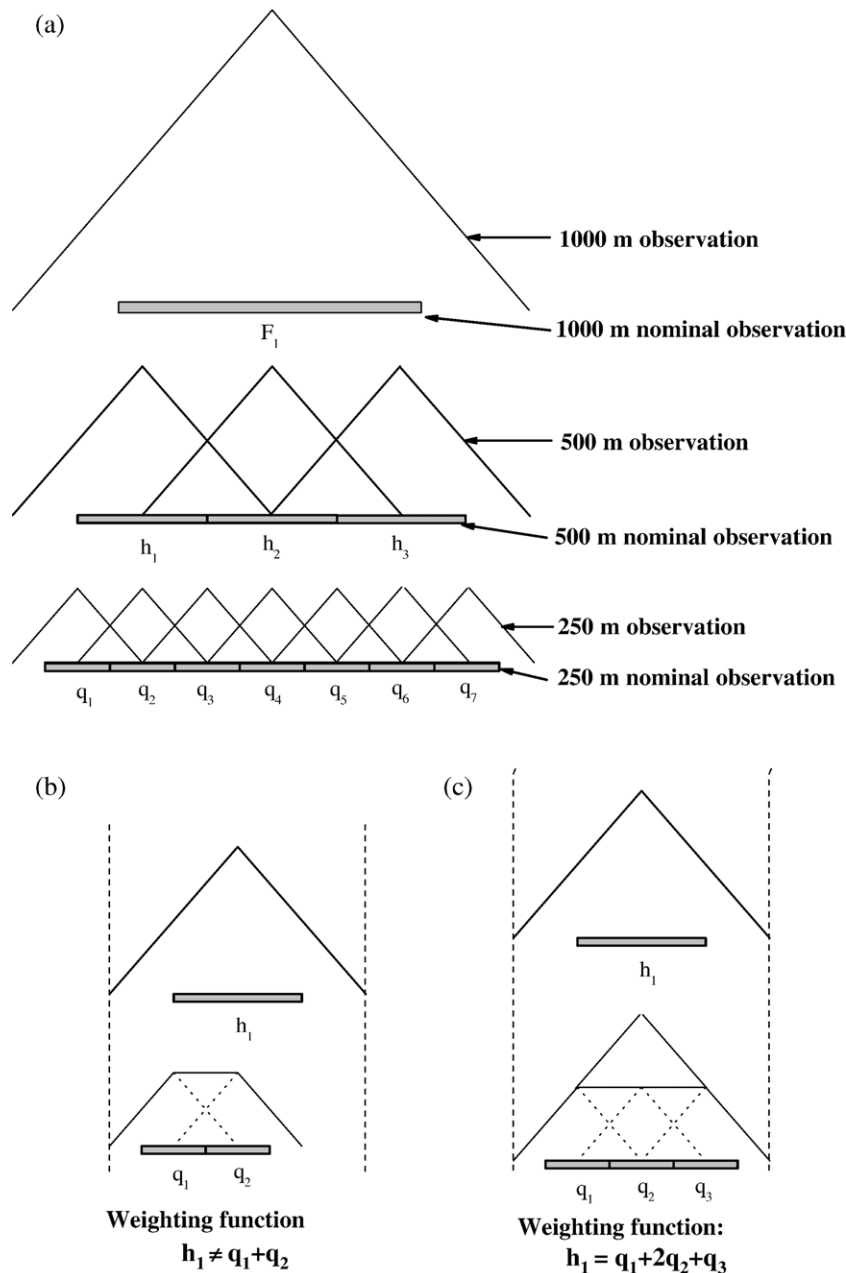 (a)
1000 m observation
1000 m nominal observation
F₁
500 m observation
500 m nominal observation
h₁ h₂ h₃
250 m observation
250 m nominal observation
q₁ q₂ q₃ q₄ q₅ q₆ q₇
(b)
h₁
q₁ q₂
Weighting function
h₁ ≠ q₁+q₂
(c)
h₁
q₁ q₂ q₃
Weighting function:
h₁ = q₁+2q₂+q₃